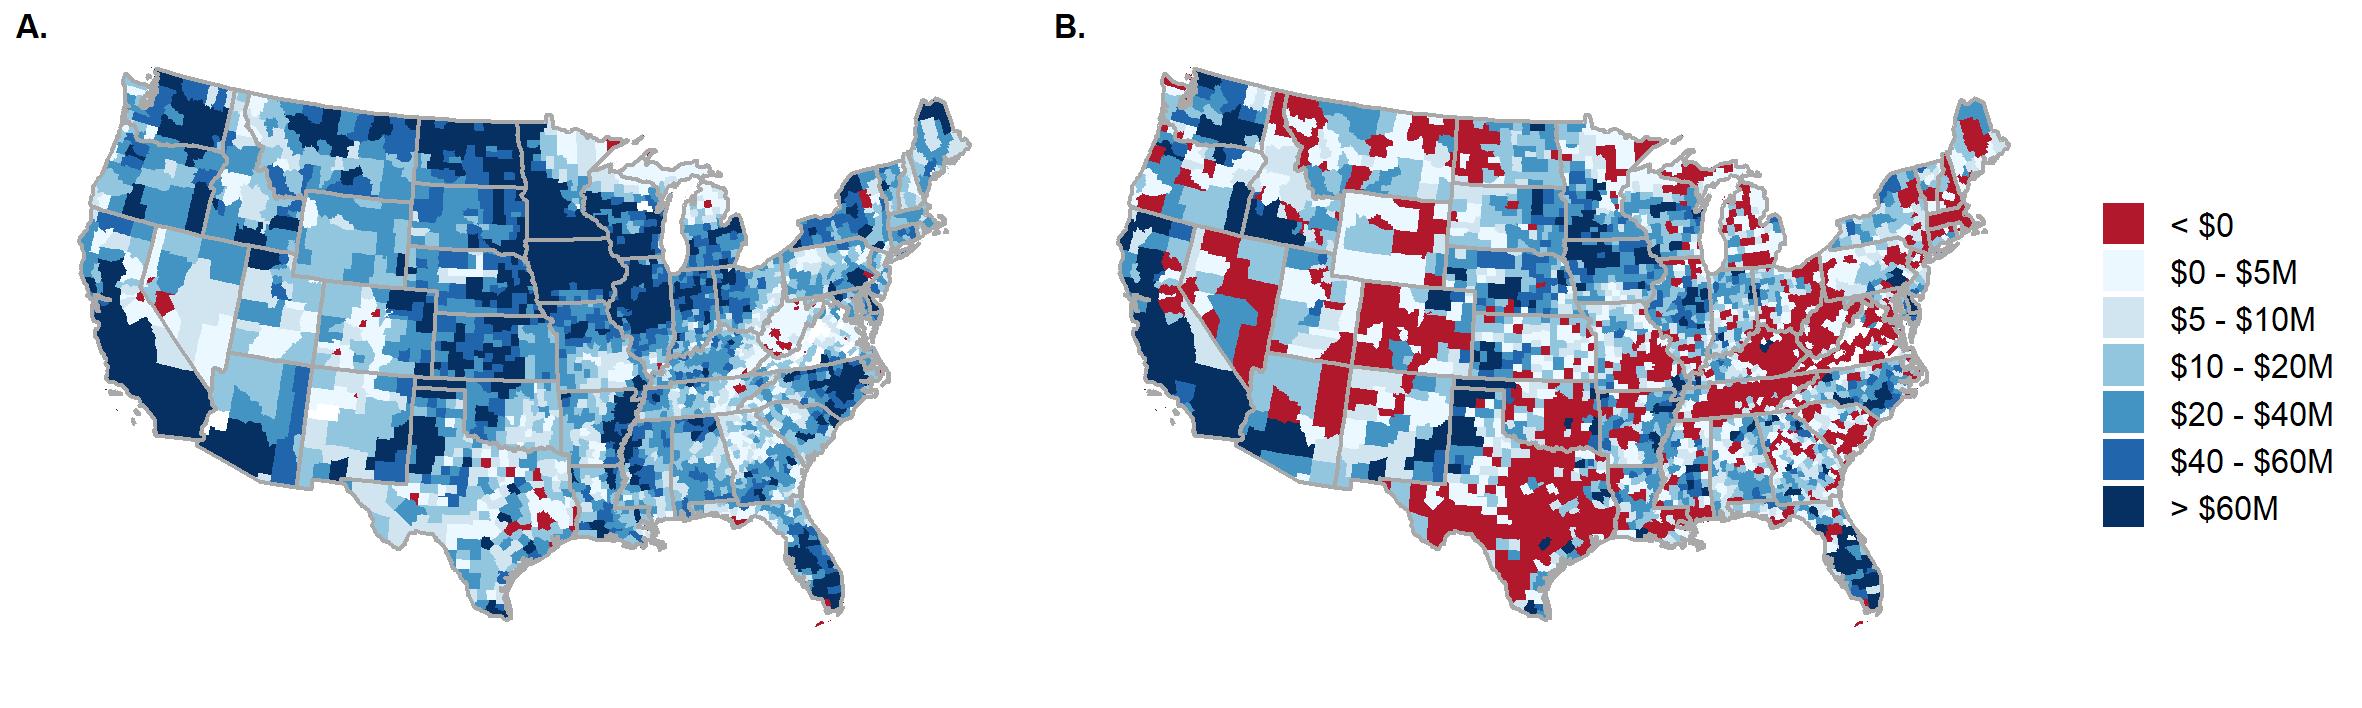 A.
B.
< $0
$0 - $5M
$5 - $10M
$10 - $20M
$20 - $40M
$40 - $60M
> $60M